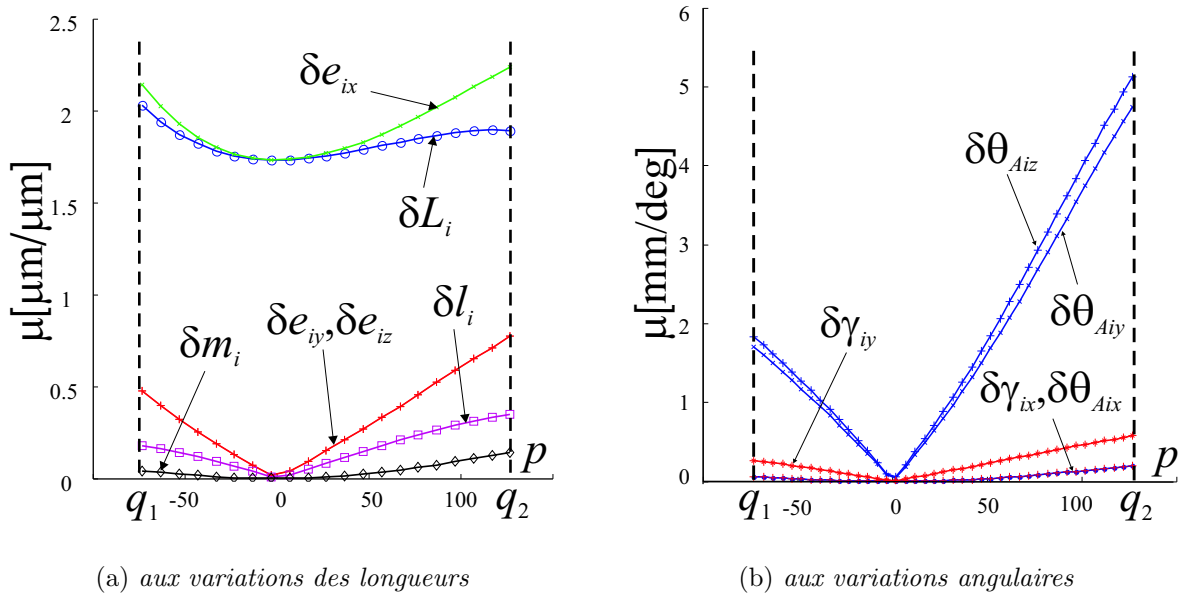 2.5
2
1.5
1
0.5
0
μ[μm/μm]
δe_ix
δL_i
δm_i
δe_iy,δe_iz
δl_i
p
q_1
-50
0
50
100
q_2
(a) aux variations des longueurs
6
5
4
3
2
1
0
μ[mm/deg]
δθ_Aiz
δθ_Aiy
δγ_iy
δγ_ix,δθ_Aix
p
q_1
-50
0
50
100
q_2
(b) aux variations angulaires